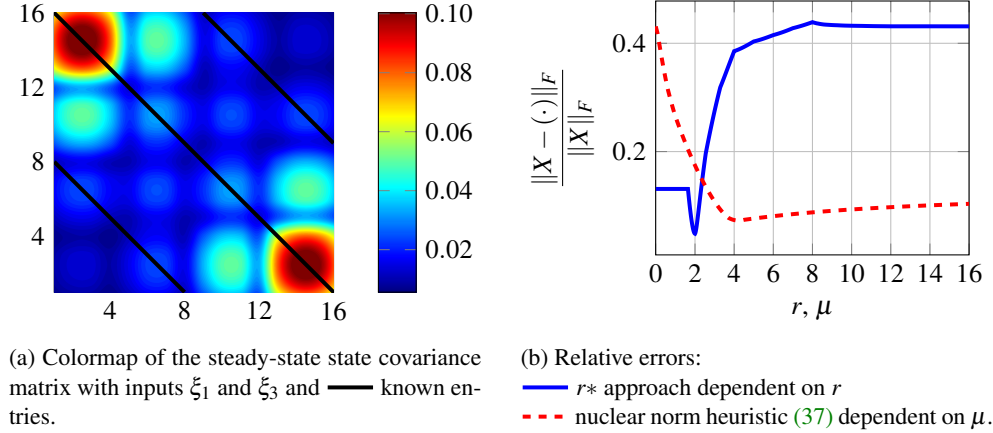 16
12
8
4
4
8
12
16
0.10
0.08
0.06
0.04
0.02
‖X − (·)‖F
‖X‖F
0.4
0.2
0 2 4 6 8 10 12 14 16
r, μ
(a) Colormap of the steady-state state covariance
matrix with inputs ξ1 and ξ3 and known en-
tries.
(b) Relative errors:
r∗ approach dependent on r
nuclear norm heuristic (37) dependent on μ.